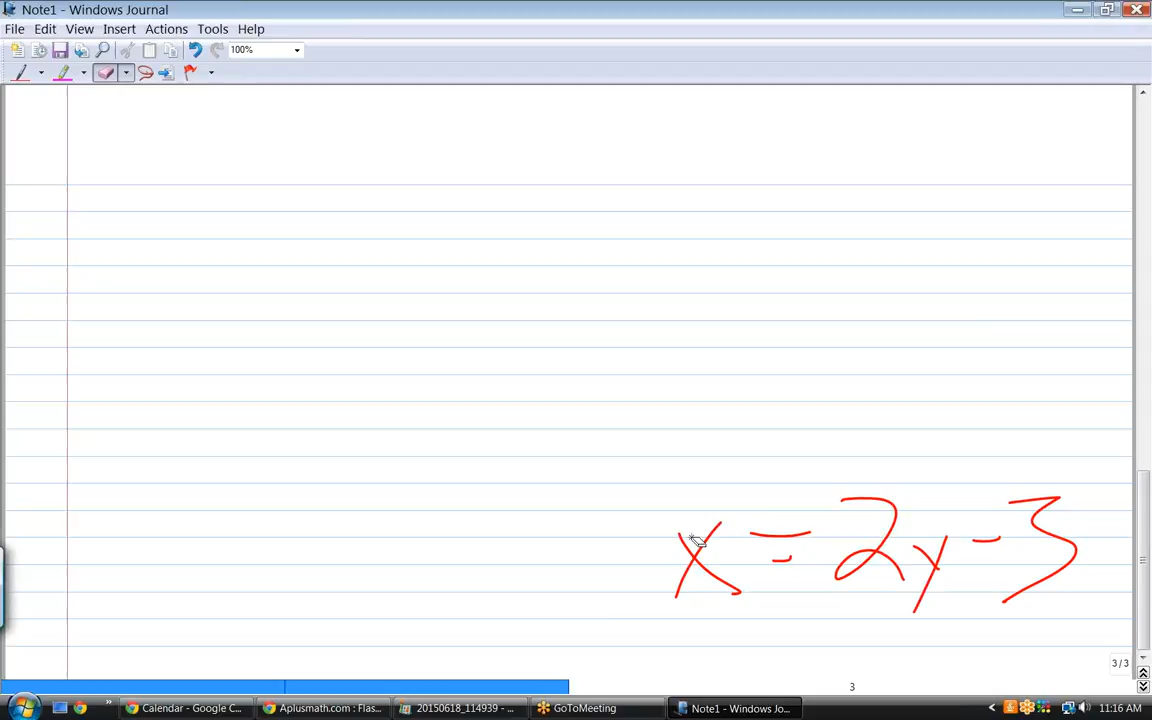 Note1 - Windows Journal
File Edit View Insert Actions Tools Help
100%
x = 2y - 3
3/3
3
Calendar - Google C...
Aplusmath.com : Flas...
20150618_114939 - ...
GoToMeeting
Note1 - Windows Jo...
11:16 AM